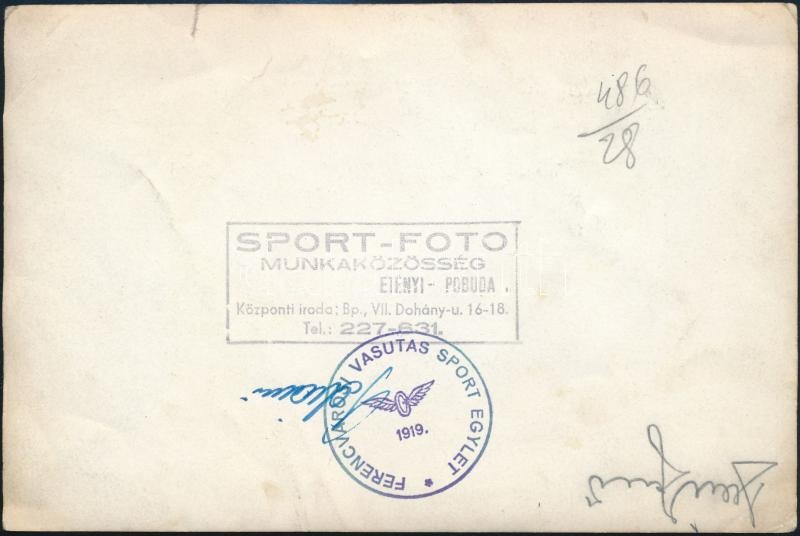 486
28
SPORT-FOTO
MUNKAKÖZÖSSÉG
ETÉNYI - POBUDA.
Központi iroda: Bp., VII. Dohány-u. 16-18.
Tel.: 227-631.
FERENCVÁROSI VASUTAS SPORT EGYLET *
1919.